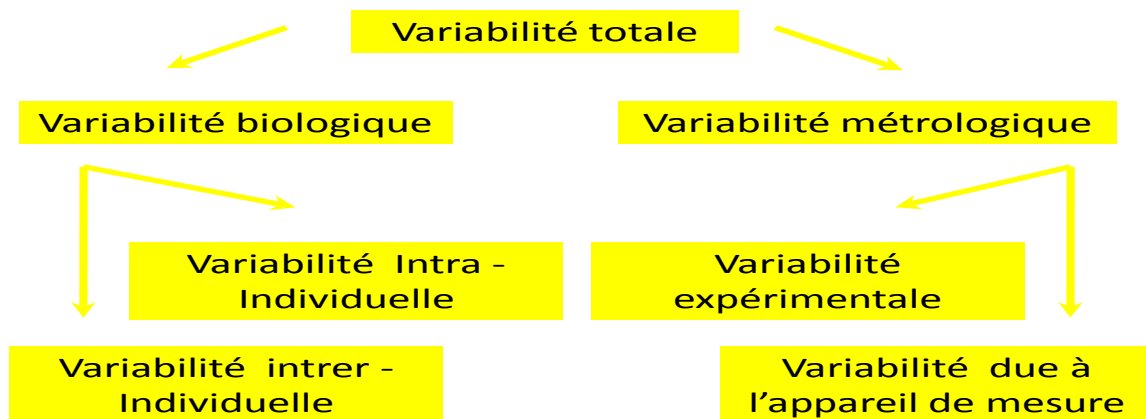 Variabilité totale
Variabilité biologique
Variabilité métrologique
Variabilité Intra -
Individuelle
Variabilité
expérimentale
Variabilité intrer -
Individuelle
Variabilité due à
l’appareil de mesure